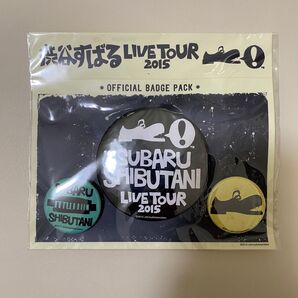 渋谷すばる LIVE TOUR 2015
• OFFICIAL BADGE PACK •
SUBARU
SHIBUTANI
LIVE TOUR
2015
SUBARU
SHIBUTANI